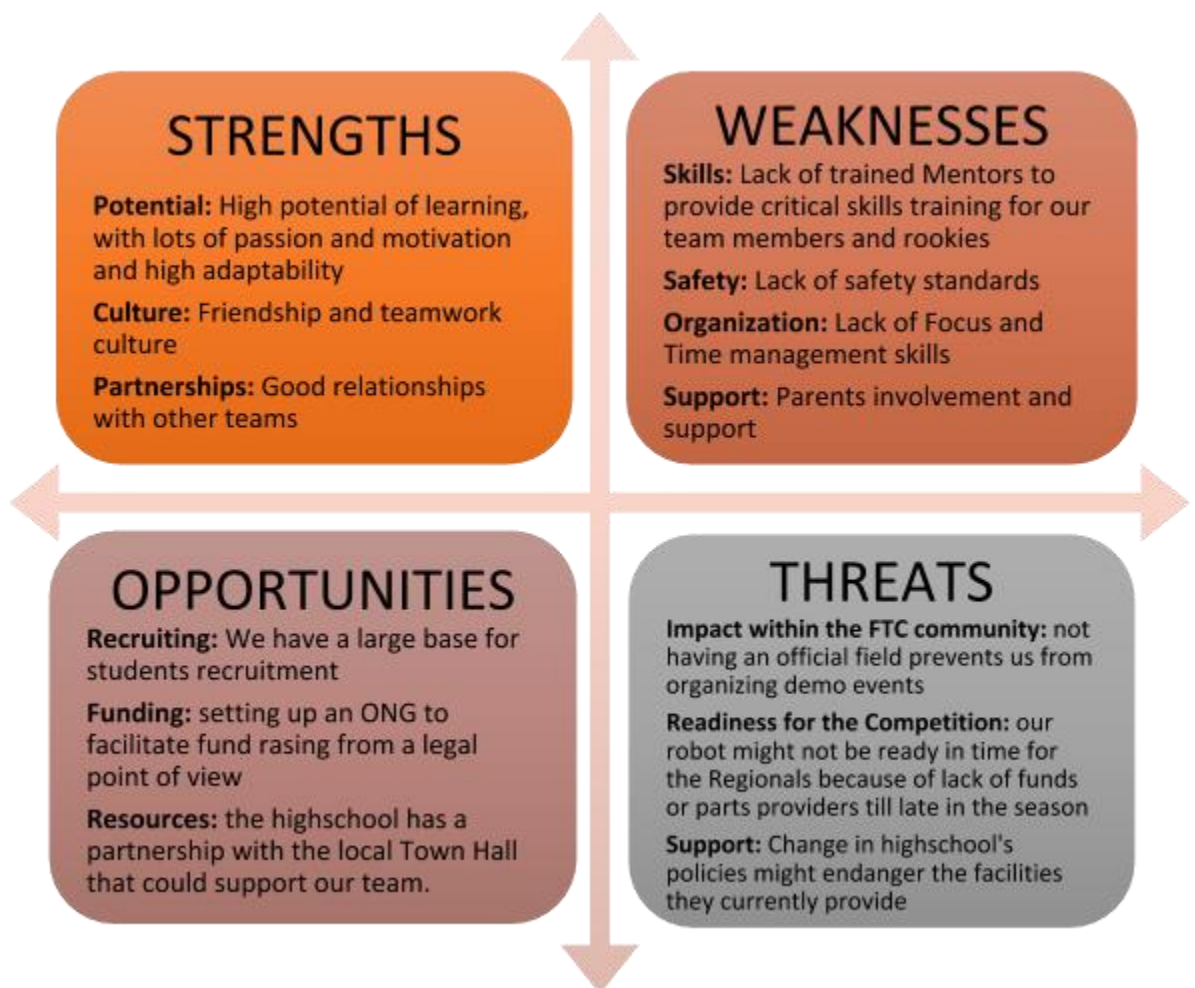 STRENGTHS
Potential: High potential of learning,
with lots of passion and motivation
and high adaptability
Culture: Friendship and teamwork
culture
Partnerships: Good relationships
with other teams
WEAKNESSES
Skills: Lack of trained Mentors to
provide critical skills training for our
team members and rookies
Safety: Lack of safety standards
Organization: Lack of Focus and
Time management skills
Support: Parents involvement and
support
OPPORTUNITIES
Recruiting: We have a large base for
students recruitment
Funding: setting up an ONG to
facilitate fund rasing from a legal
point of view
Resources: the highschool has a
partnership with the local Town Hall
that could support our team.
THREATS
Impact within the FTC community: not
having an official field prevents us from
organizing demo events
Readiness for the Competition: our
robot might not be ready in time for
the Regionals because of lack of funds
or parts providers till late in the season
Support: Change in highschool's
policies might endanger the facilities
they currently provide